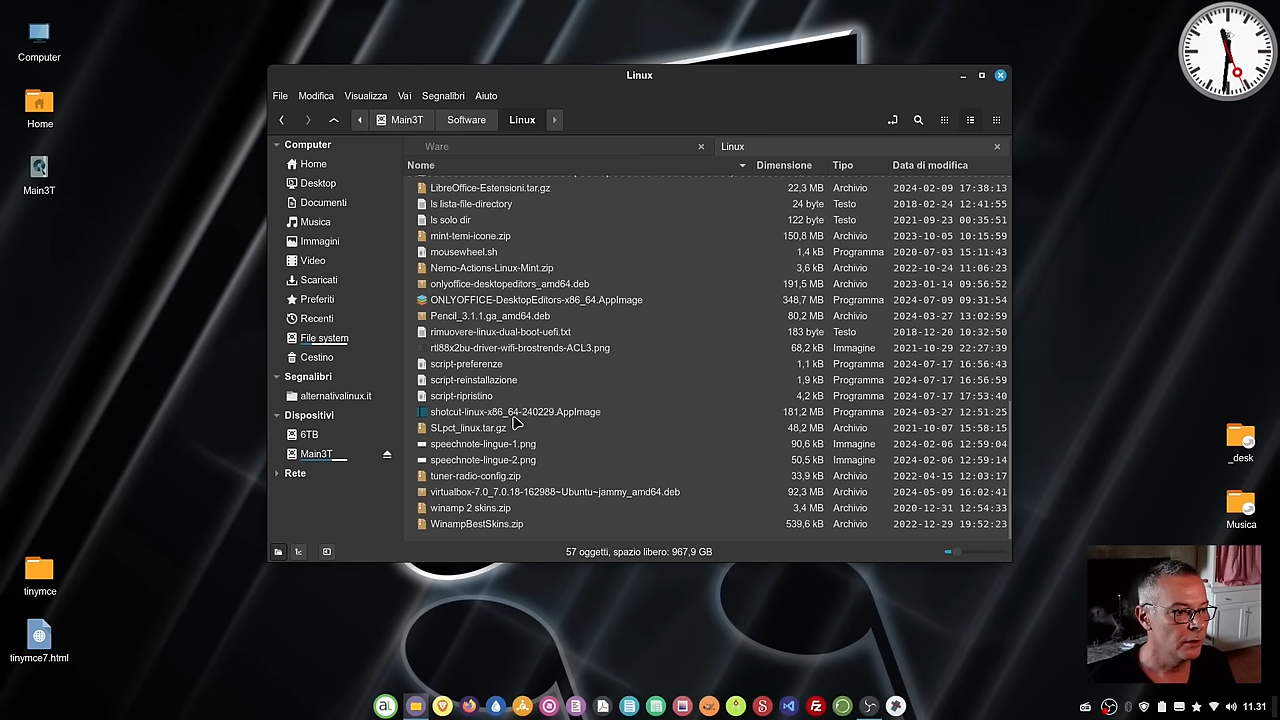 Computer
Home
Main3T
tinymce
tinymce7.html
_desk
Musica
Linux
File Modifica Visualizza Vai Segnalibri Aiuto
Main3T Software Linux
Computer
Home
Desktop
Documenti
Musica
Immagini
Video
Scaricati
Preferiti
Recenti
File system
Cestino
Segnalibri
alternativalinux.it
Dispositivi
6TB
Main3T
Rete
Ware Linux
Nome Dimensione Tipo Data di modifica
LibreOffice-Estensioni.tar.gz 22,3 MB Archivio 2024-02-09 17:38:13
ls lista-file-directory 24 byte Testo 2018-02-24 12:41:55
ls solo dir 122 byte Testo 2021-09-23 00:35:51
mint-temi-icone.zip 150,8 MB Archivio 2023-10-05 10:15:59
mousewheel.sh 1,4 kB Programma 2020-07-03 15:11:43
Nemo-Actions-Linux-Mint.zip 3,6 kB Archivio 2022-10-24 11:06:23
onlyoffice-desktopeditors_amd64.deb 191,5 MB Archivio 2023-01-14 09:56:52
ONLYOFFICE-DesktopEditors-x86_64.AppImage 348,7 MB Programma 2024-07-09 09:31:54
Pencil_3.1.1.ga_amd64.deb 80,2 MB Archivio 2024-03-27 13:02:59
rimuovere-linux-dual-boot-uefi.txt 183 byte Testo 2018-12-20 10:32:50
rtl88x2bu-driver-wifi-brostrends-ACL3.png 68,2 kB Immagine 2021-10-29 22:27:39
script-preferenze 1,1 kB Programma 2024-07-17 16:56:43
script-reinstallazione 1,9 kB Programma 2024-07-17 16:56:59
script-ripristino 4,2 kB Programma 2024-07-17 17:53:40
shotcut-linux-x86_64-240229.AppImage 181,2 MB Programma 2024-03-27 12:51:25
SLpct_linux.tar.gz 48,2 MB Archivio 2021-10-07 15:58:15
speechnote-lingue-1.png 90,6 kB Immagine 2024-02-06 12:59:04
speechnote-lingue-2.png 50,5 kB Immagine 2024-02-06 12:59:14
tuner-radio-config.zip 33,9 kB Archivio 2022-04-15 12:03:17
virtualbox-7.0_7.0.18-162988~Ubuntu~jammy_amd64.deb 92,3 MB Archivio 2024-05-09 16:02:41
winamp 2 skins.zip 3,4 MB Archivio 2020-12-31 12:54:33
WinampBestSkins.zip 539,6 kB Archivio 2022-12-29 19:52:23
57 oggetti, spazio libero: 967,9 GB
11.31